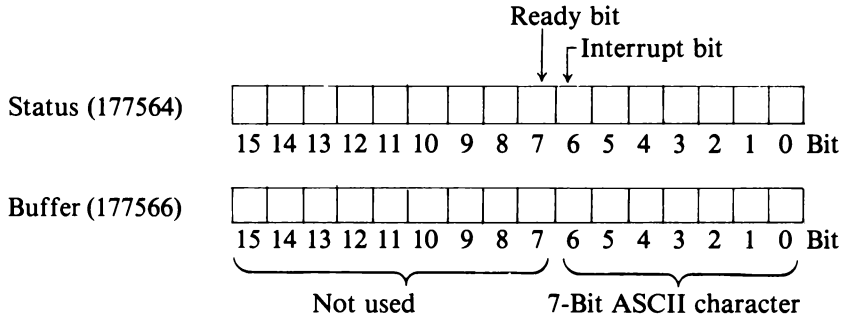 Ready bit
Interrupt bit
Status (177564)
15 14 13 12 11 10 9 8 7 6 5 4 3 2 1 0 Bit
Buffer (177566)
15 14 13 12 11 10 9 8 7 6 5 4 3 2 1 0 Bit
Not used 7-Bit ASCII character